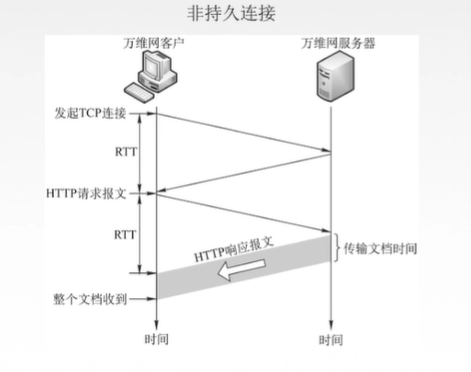 非持久连接
万维网客户
万维网服务器
发起TCP连接
RTT
HTTP请求报文
RTT
HTTP响应报文
传输文档时间
整个文档收到
时间
时间